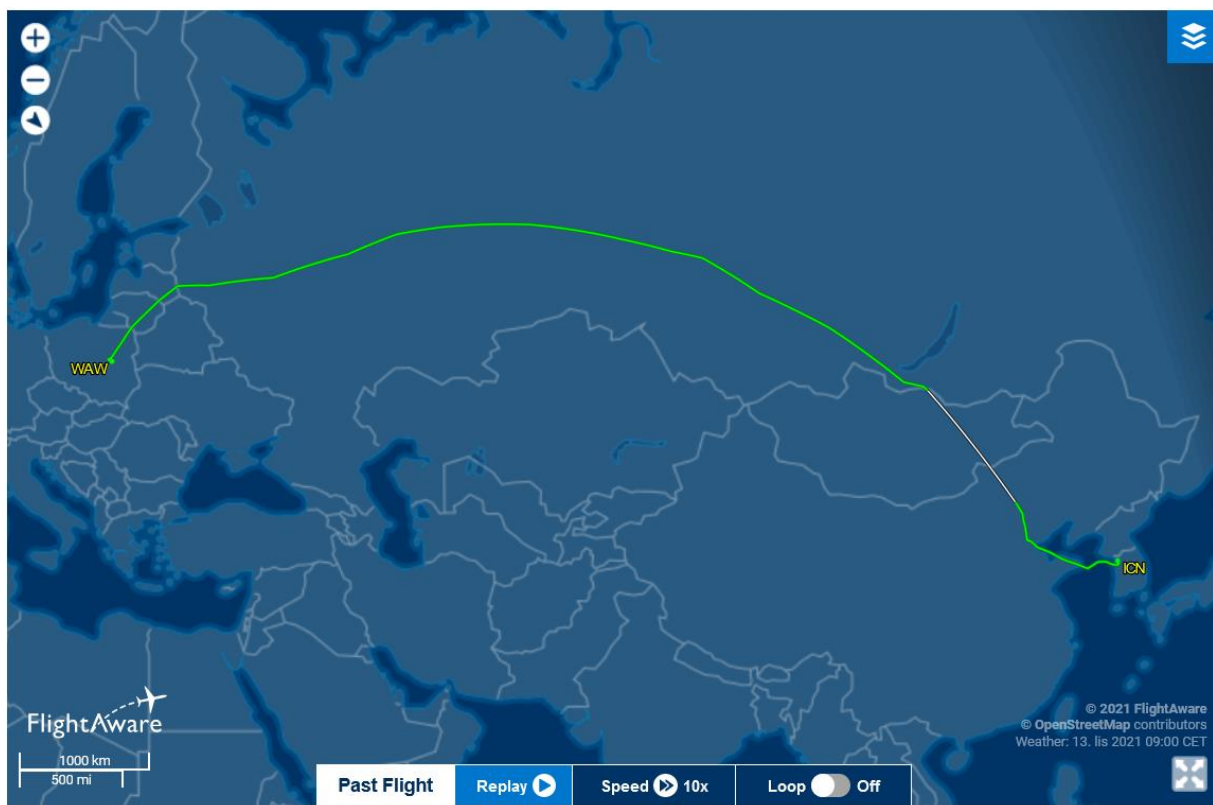 WAW
ICN
FlightAware
1000 km
500 mi
© 2021 FlightAware
© OpenStreetMap contributors
Weather: 13. lis 2021 09:00 CET
Past Flight
Replay
Speed 10x
Loop Off